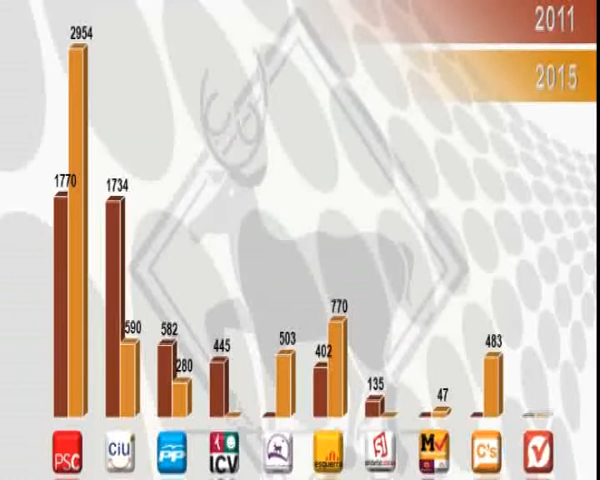 2011
2015
2954
1770
1734
590
582
280
445
503
402
770
135
47
483
PSC
CiU
PP
ICV
esquerra
M✓
C's